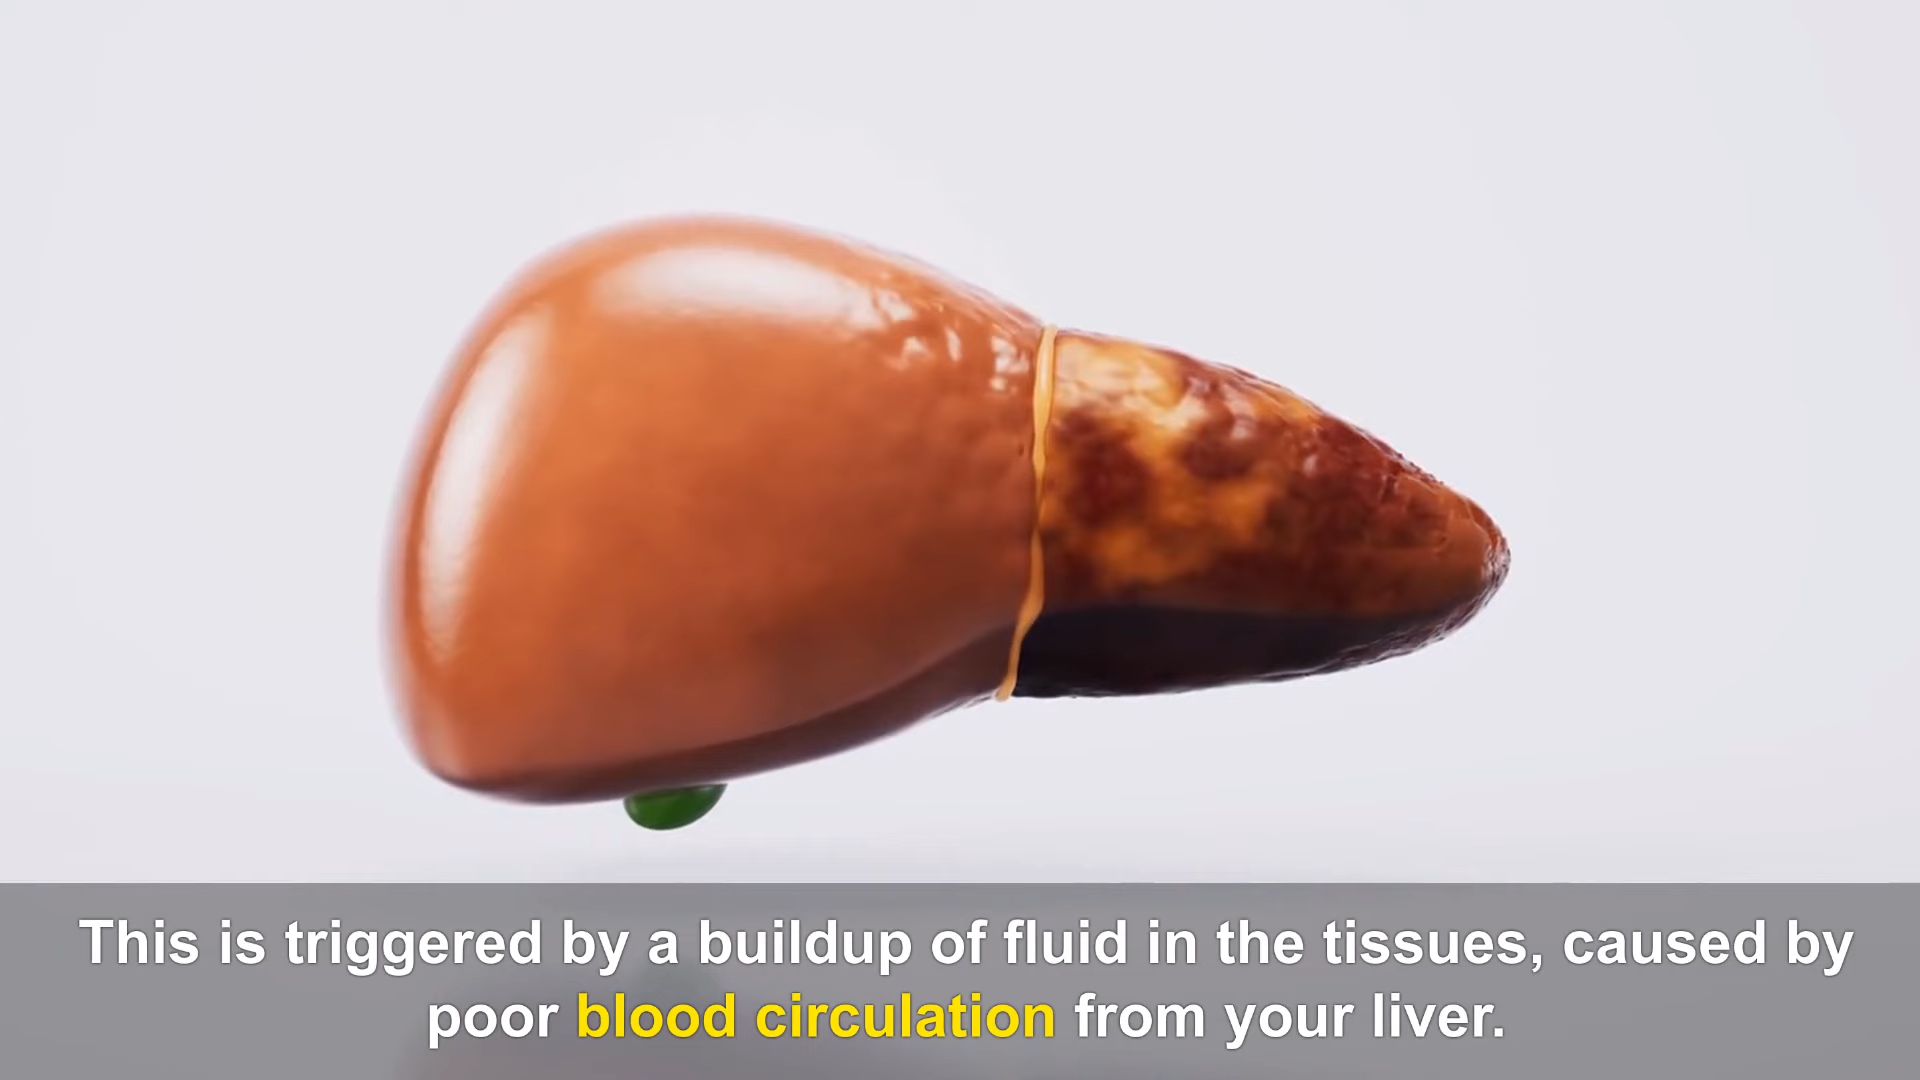 This is triggered by a buildup of fluid in the tissues, caused by
poor blood circulation from your liver.